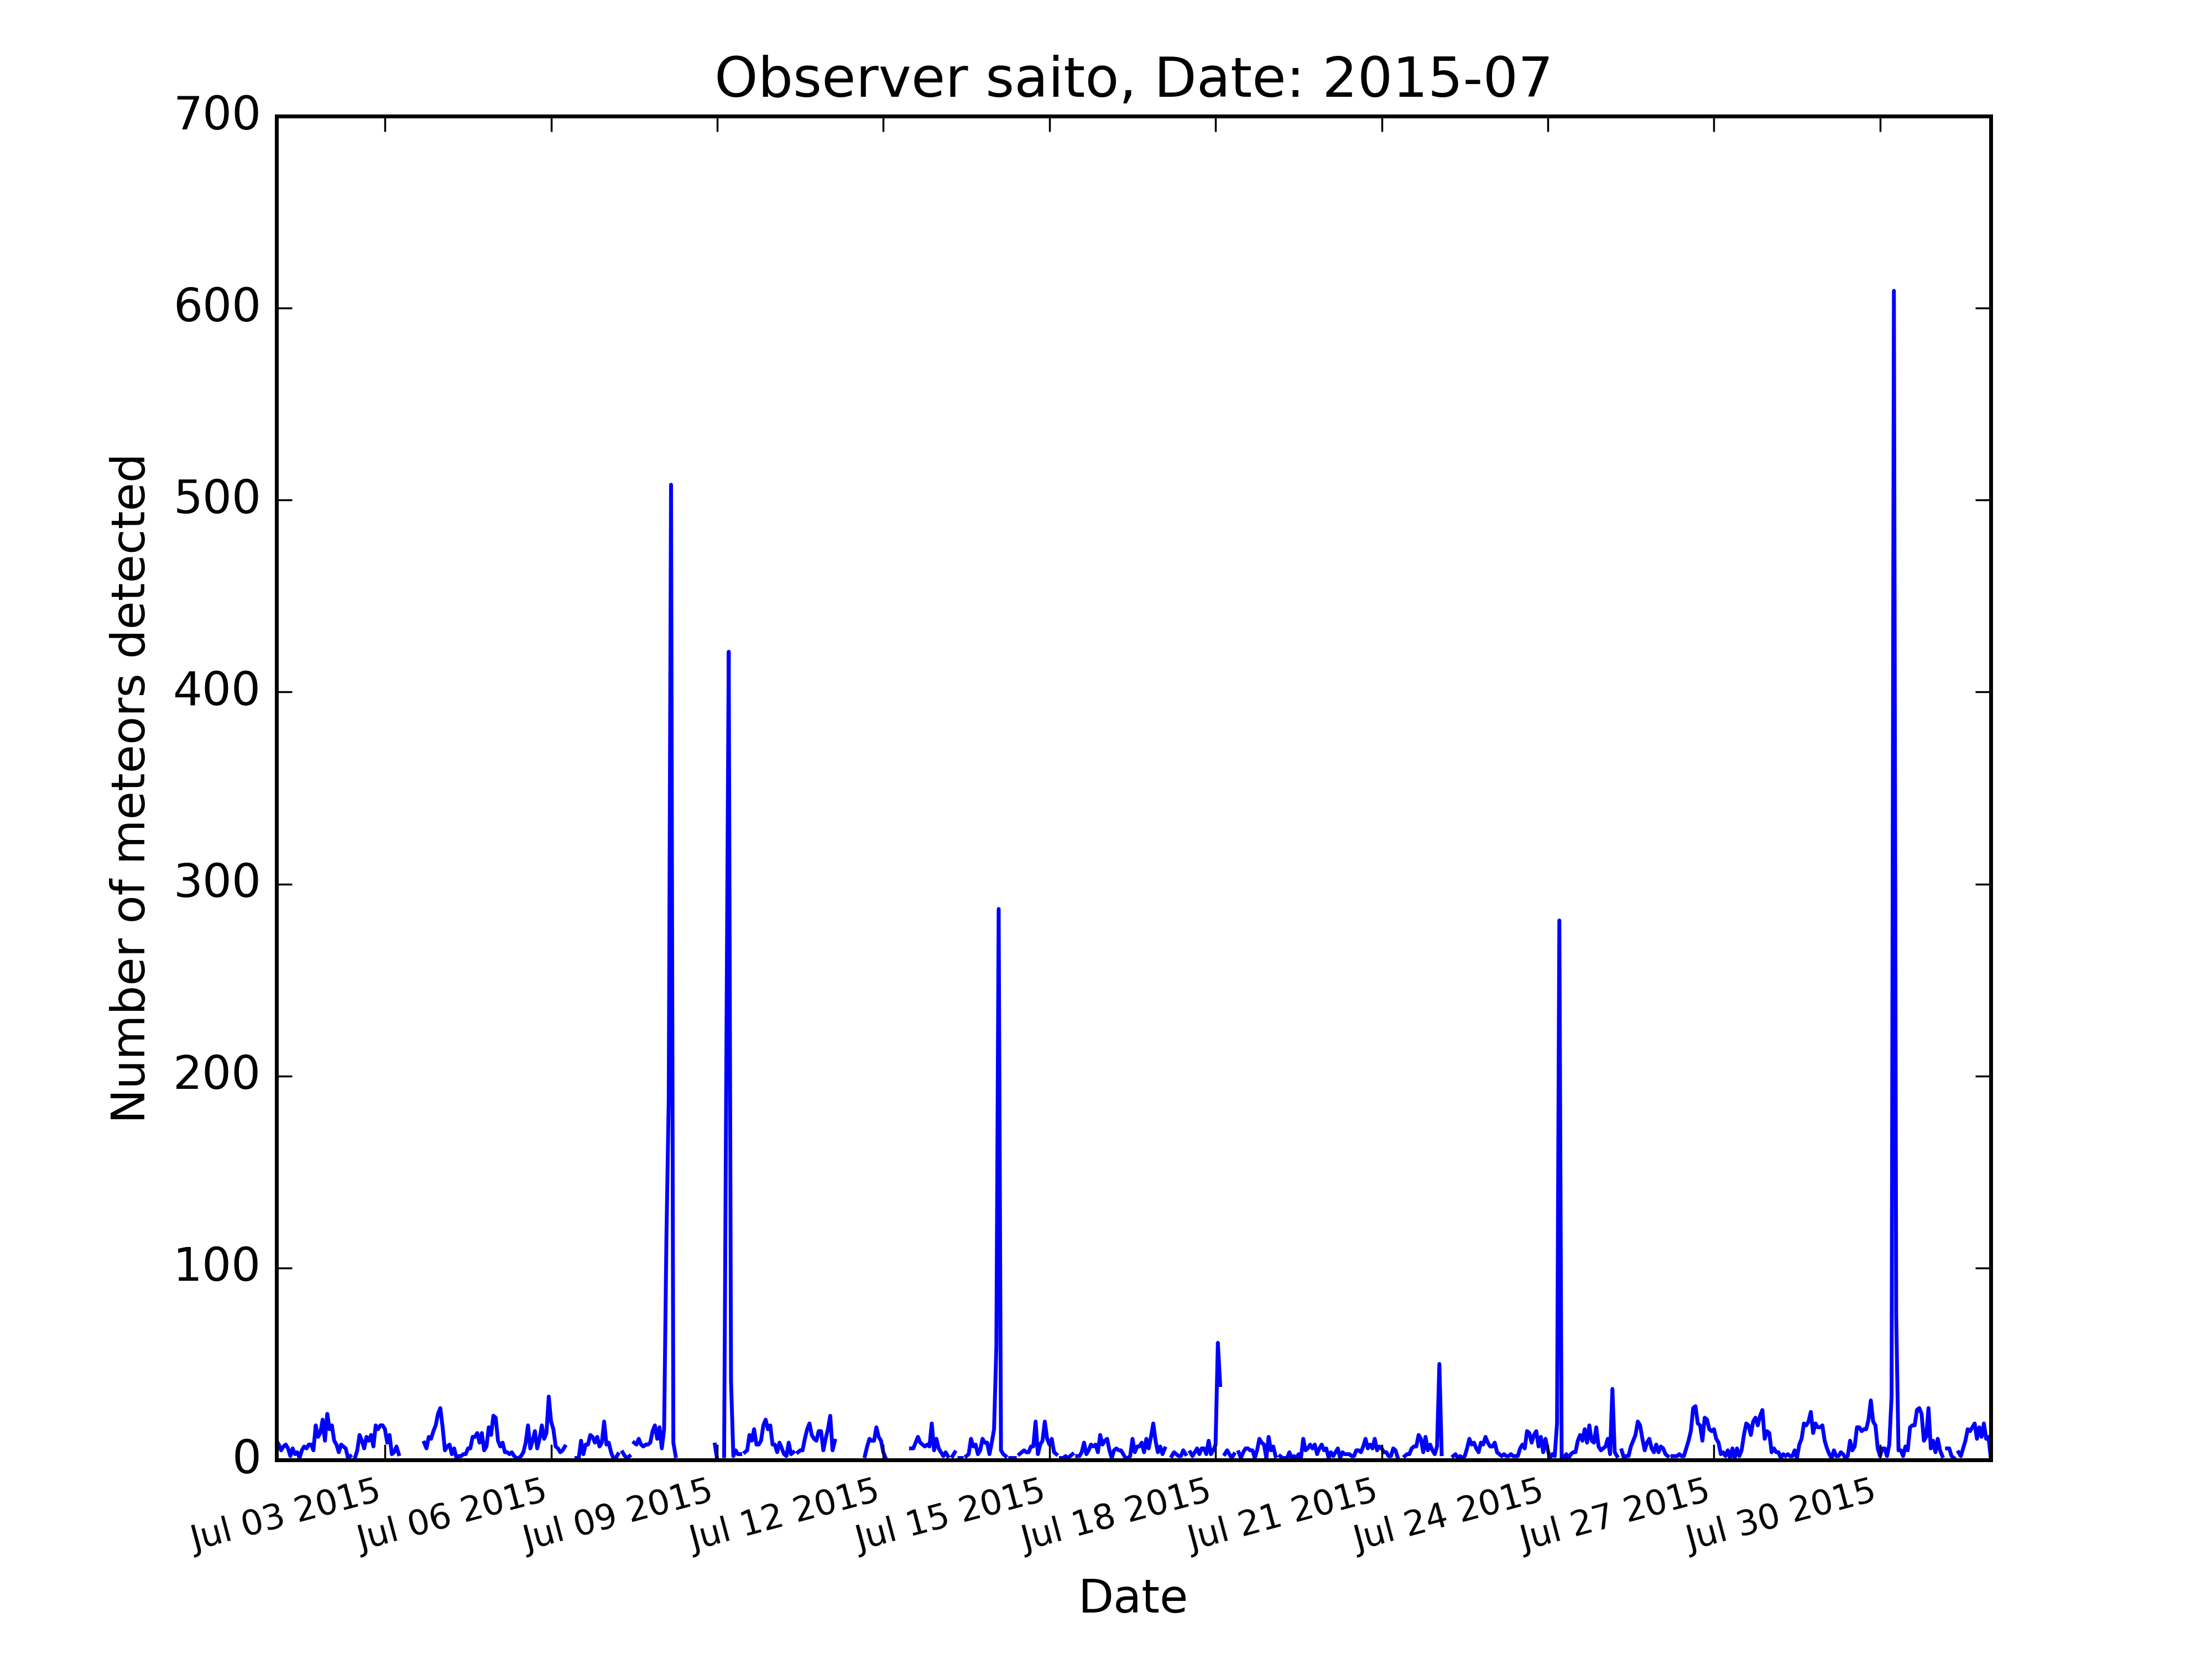 Observer saito, Date: 2015-07
Number of meteors detected
700
600
500
400
300
200
100
0
Jul 03 2015
Jul 06 2015
Jul 09 2015
Jul 12 2015
Jul 15 2015
Jul 18 2015
Jul 21 2015
Jul 24 2015
Jul 27 2015
Jul 30 2015
Date